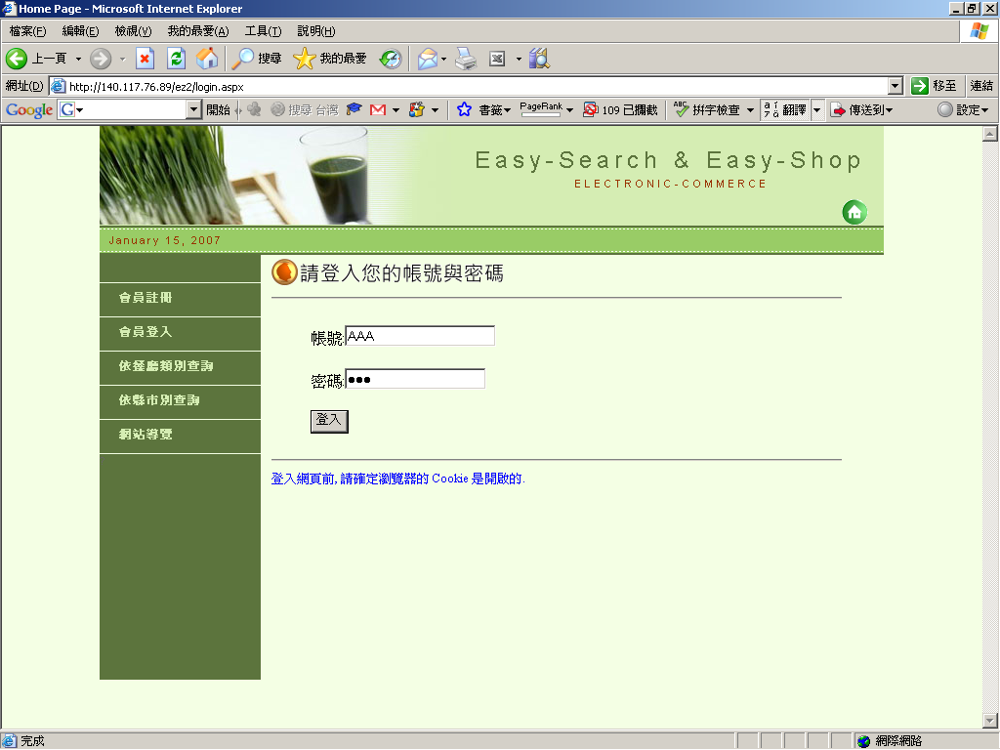 Home Page - Microsoft Internet Explorer
檔案(F) 編輯(E) 檢視(V) 我的最愛(A) 工具(T) 說明(H)
上一頁 搜尋 我的最愛
網址(D) http://140.117.76.89/ez2/login.aspx 移至 連結
Google G 開始 搜尋 台灣 書籤 PageRank 109 已攔截 ABC 拼字檢查 翻譯 傳送到 設定
Easy-Search & Easy-Shop
ELECTRONIC-COMMERCE
January 15, 2007
請登入您的帳號與密碼
會員註冊
會員登入
依餐廳類別查詢
依縣市別查詢
網站導覽
帳號:AAA
密碼:●●●
登入
登入網頁前, 請確定瀏覽器的 Cookie 是開啟的.
完成 網際網路